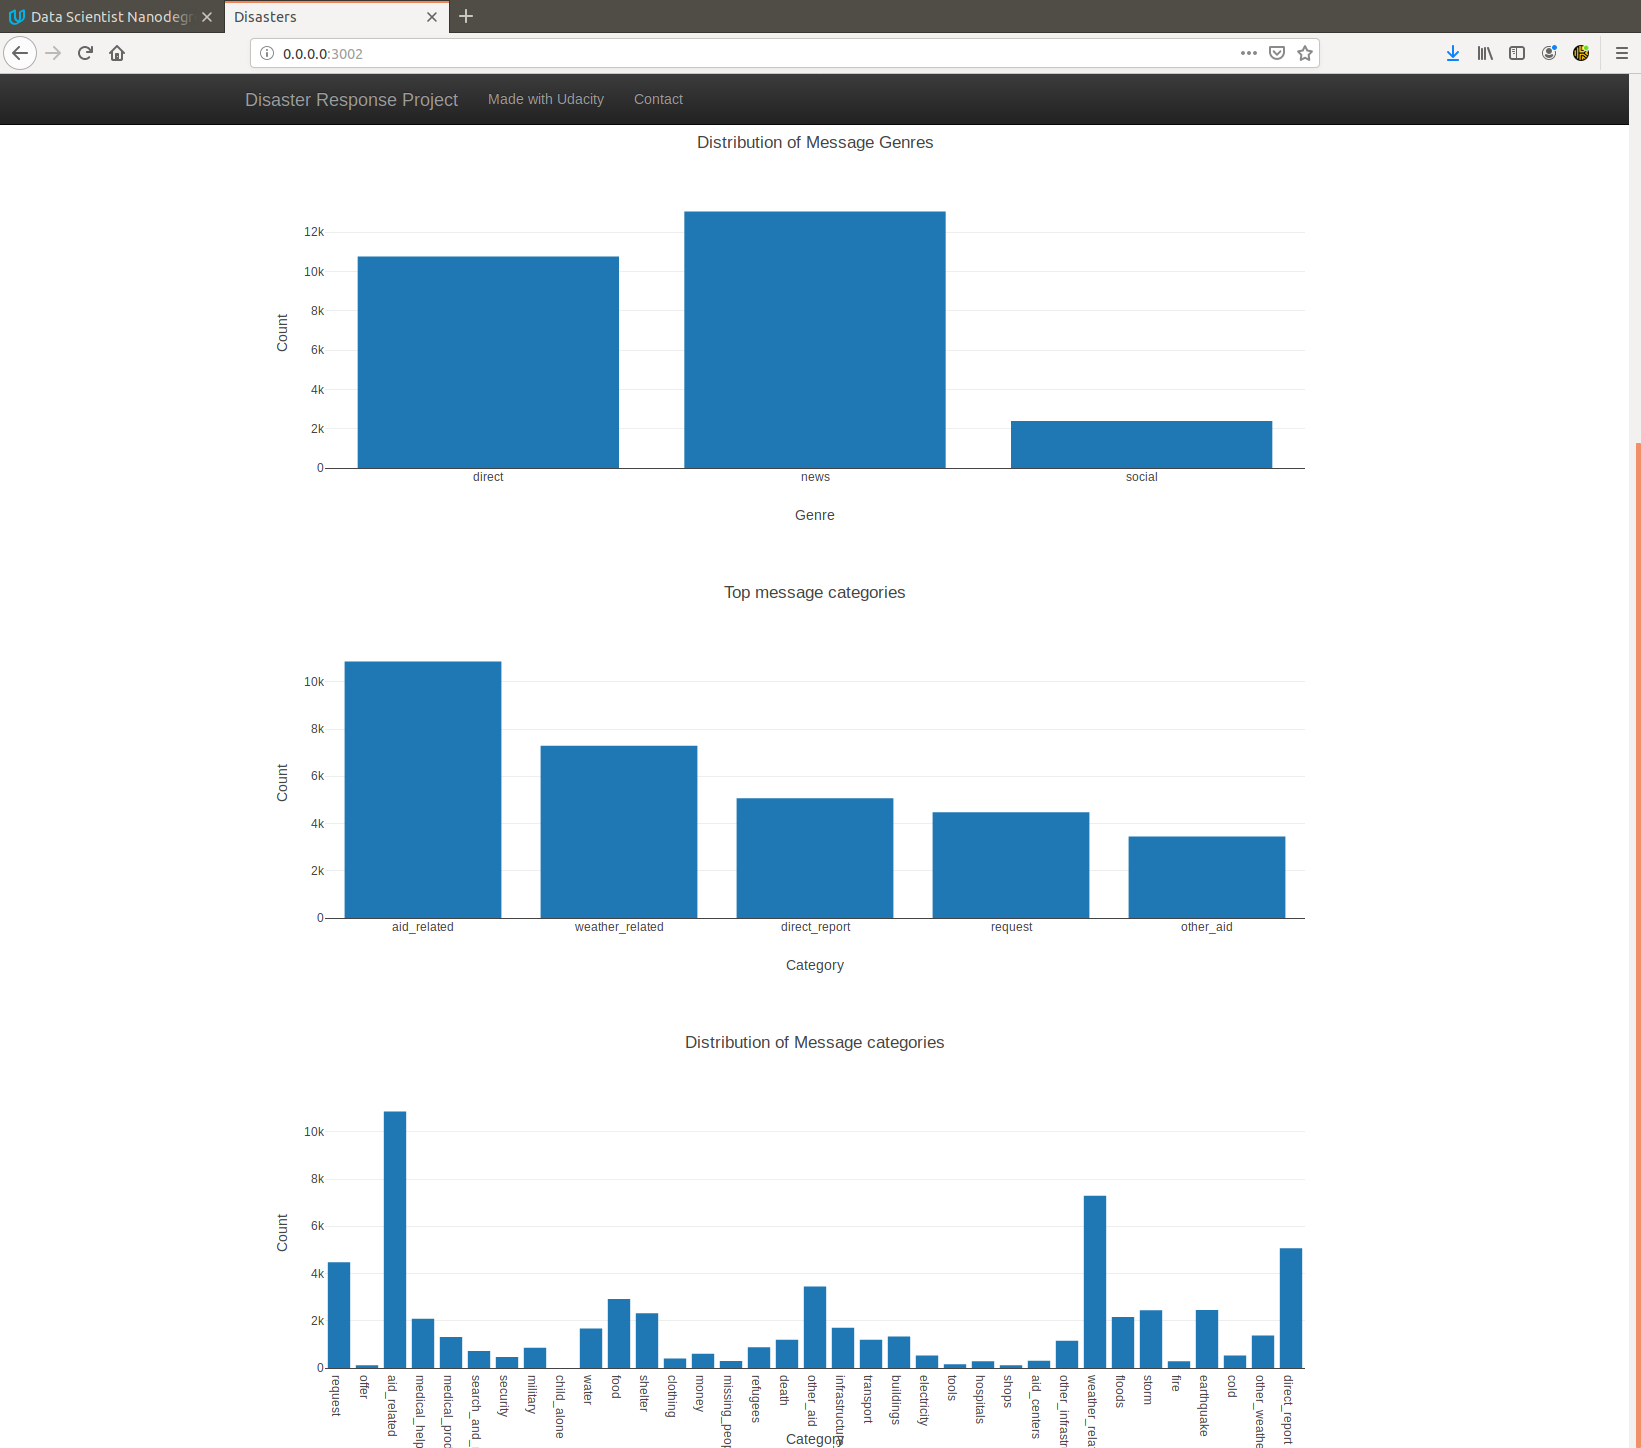 Data Scientist Nanodegr
Disasters
0.0.0.0:3002
Disaster Response Project Made with Udacity Contact
Distribution of Message Genres
12k
10k
8k
6k
4k
2k
0
Count
direct news social
Genre
Top message categories
10k
8k
6k
4k
2k
0
Count
aid_related weather_related direct_report request other_aid
Category
Distribution of Message categories
10k
8k
6k
4k
2k
0
Count
request
offer
aid_related
medical_help
medical_prod
search_and_
security
military
child_alone
water
food
shelter
clothing
money
missing_peop
refugees
death
other_aid
infrastructure
transport
buildings
electricity
tools
hospitals
shops
aid_centers
other_infrastr
weather_rela
floods
storm
fire
earthquake
cold
other_weathe
direct_report
Category